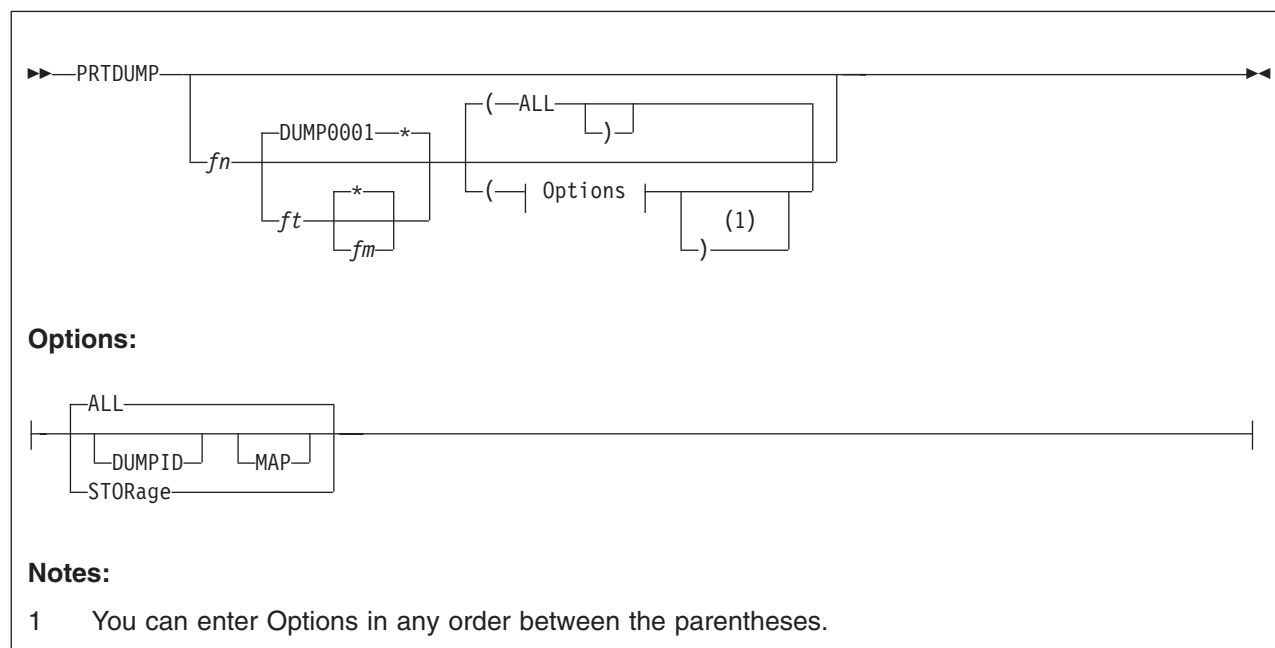 PRTDUMP
( ALL
)
DUMP0001 *
fn
*
( Options
ft
(1)
fm
)
Options:
ALL
DUMPID MAP
STORage
Notes:
1 You can enter Options in any order between the parentheses.